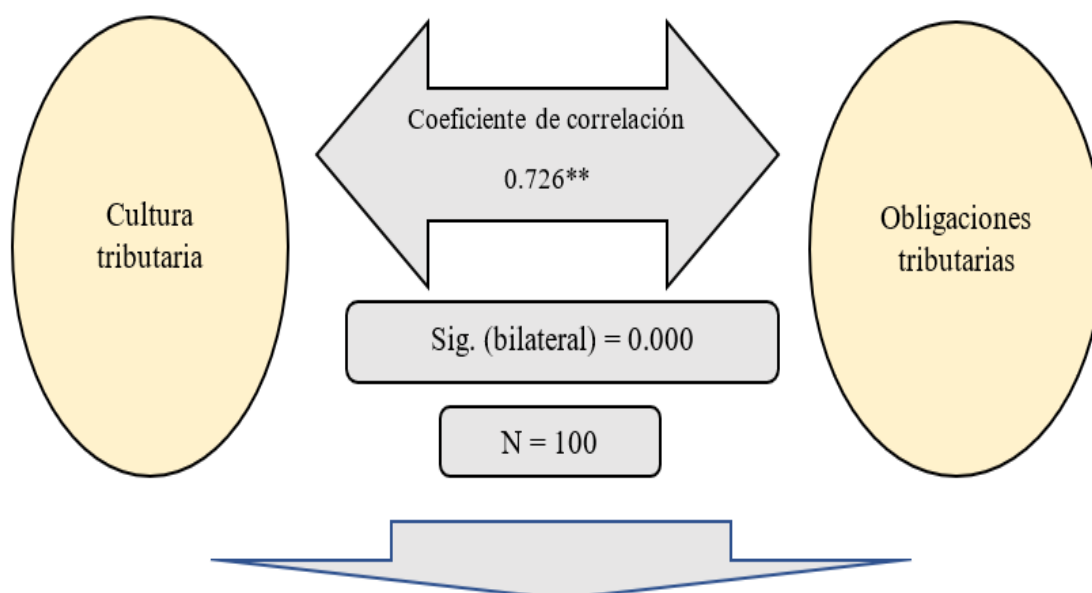 Cultura
tributaria
Coeficiente de correlación
0.726**
Sig. (bilateral) = 0.000
N = 100
Obligaciones
tributarias